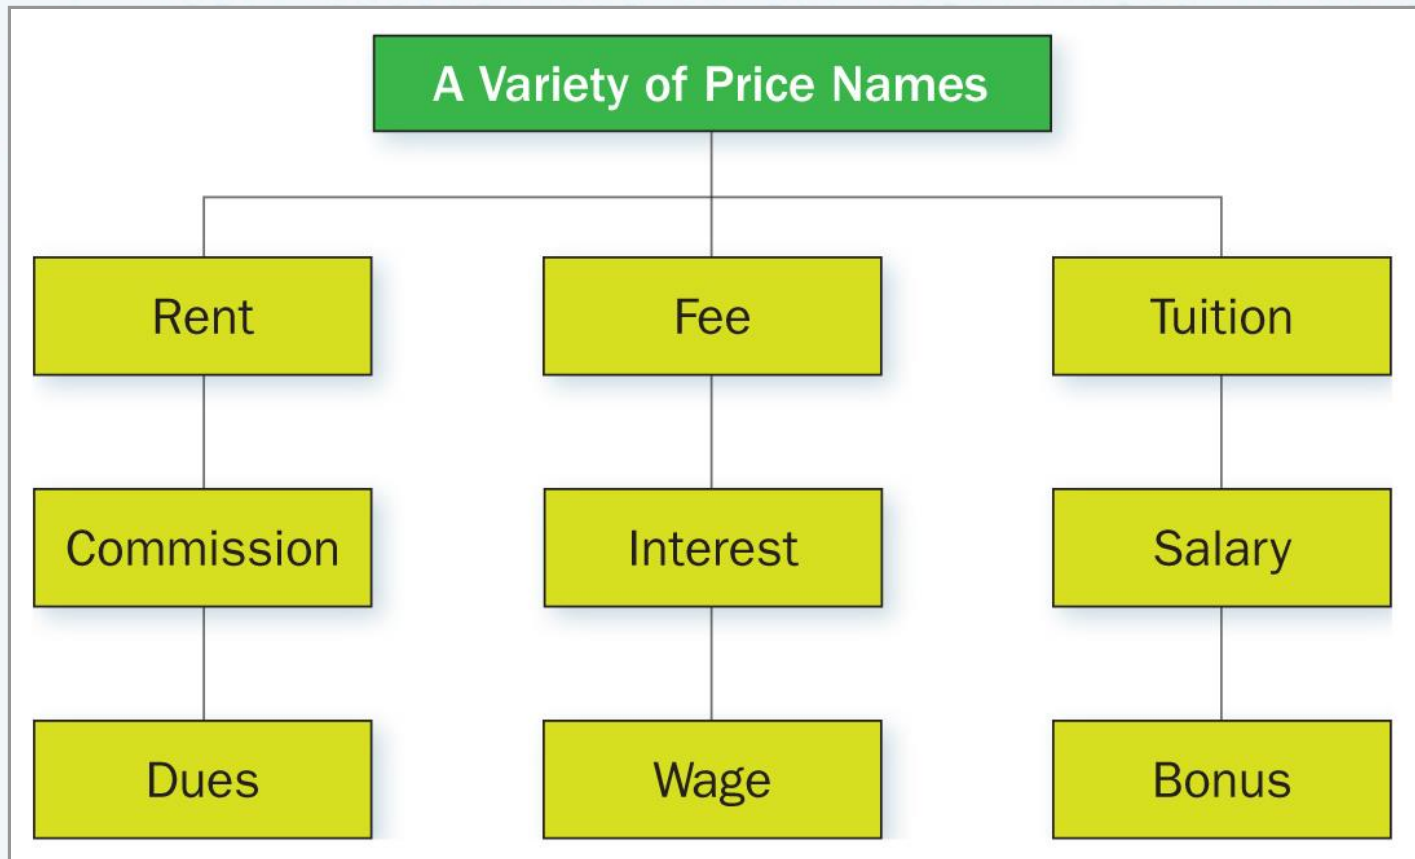 A Variety of Price Names
Rent
Fee
Tuition
Commission
Interest
Salary
Dues
Wage
Bonus